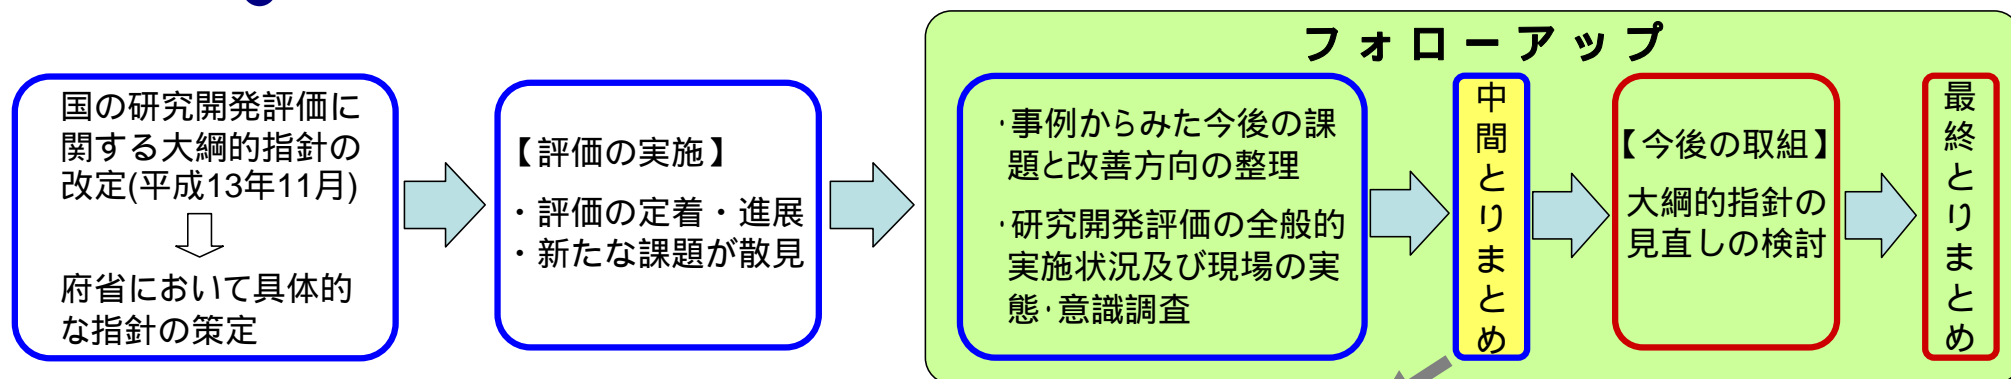 フォローアップ
国の研究開発評価に
関する大綱的指針の
改定(平成13年11月)
府省において具体的
な指針の策定
【評価の実施】
・評価の定着・進展
・新たな課題が散見
・事例からみた今後の課
題と改善方向の整理
・研究開発評価の全般的
実施状況及び現場の実
態・意識調査
中間とりまとめ
【今後の取組】
大綱的指針の
見直しの検討
最終とりまとめ